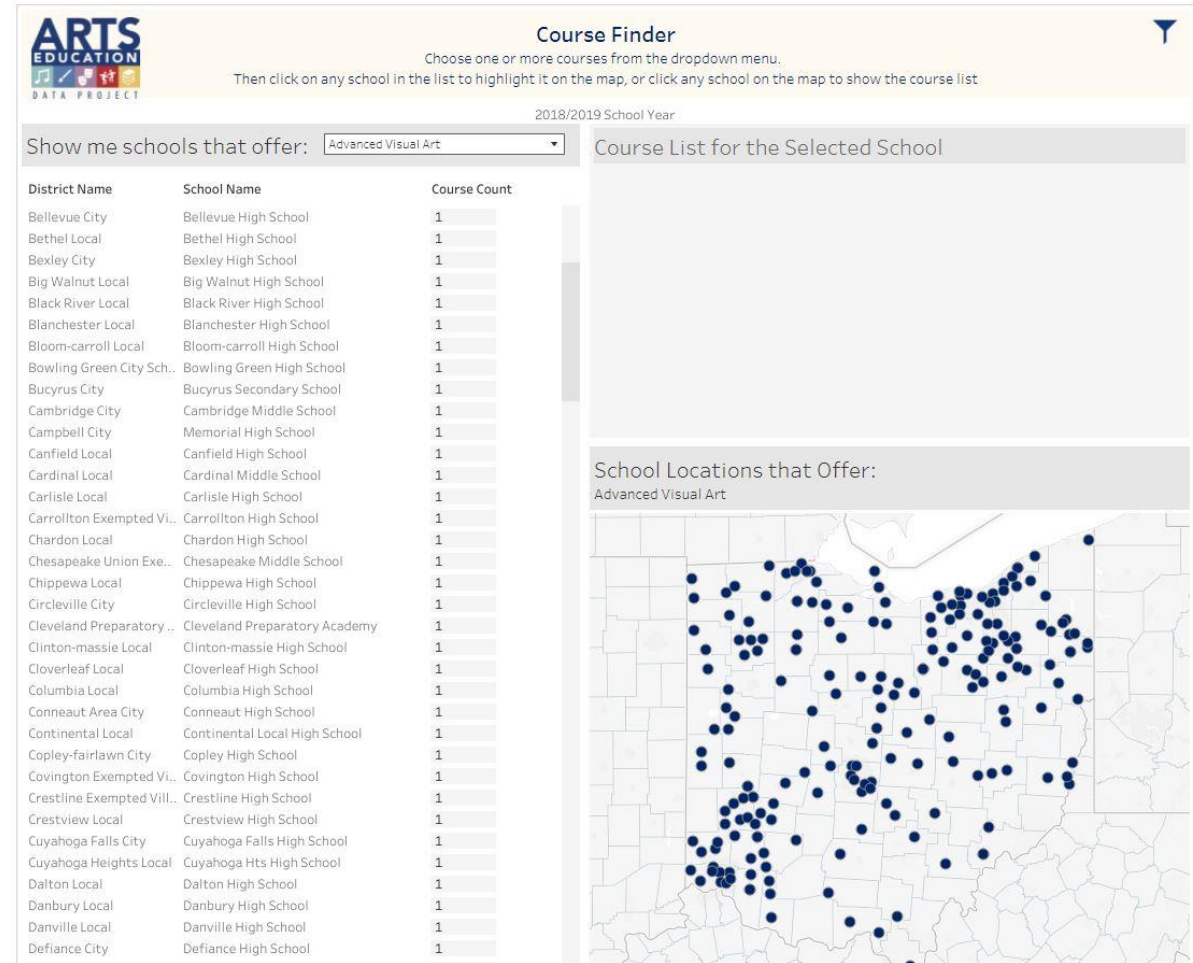 ARTS
EDUCATION
DATA PROJECT
Course Finder
Choose one or more courses from the dropdown menu.
Then click on any school in the list to highlight it on the map, or click any school on the map to show the course list
2018/2019 School Year
Show me schools that offer: Advanced Visual Art
District Name School Name Course Count
Bellevue City Bellevue High School 1
Bethel Local Bethel High School 1
Bexley City Bexley High School 1
Big Walnut Local Big Walnut High School 1
Black River Local Black River High School 1
Blanchester Local Blanchester High School 1
Bloom-carroll Local Bloom-carroll High School 1
Bowling Green City Sch.. Bowling Green High School 1
Bucyrus City Bucyrus Secondary School 1
Cambridge City Cambridge Middle School 1
Campbell City Memorial High School 1
Canfield Local Canfield High School 1
Cardinal Local Cardinal Middle School 1
Carlisle Local Carlisle High School 1
Carrollton Exempted Vi.. Carrollton High School 1
Chardon Local Chardon High School 1
Chesapeake Union Exe.. Chesapeake Middle School 1
Chippewa Local Chippewa High School 1
Circleville City Circleville High School 1
Cleveland Preparatory .. Cleveland Preparatory Academy 1
Clinton-massie Local Clinton-massie High School 1
Cloverleaf Local Cloverleaf High School 1
Columbia Local Columbia High School 1
Conneaut Area City Conneaut High School 1
Continental Local Continental Local High School 1
Copley-fairlawn City Copley High School 1
Covington Exempted Vi.. Covington High School 1
Crestline Exempted Vill.. Crestline High School 1
Crestview Local Crestview High School 1
Cuyahoga Falls City Cuyahoga Falls High School 1
Cuyahoga Heights Local Cuyahoga Hts High School 1
Dalton Local Dalton High School 1
Danbury Local Danbury High School 1
Danville Local Danville High School 1
Defiance City Defiance High School 1
Course List for the Selected School
School Locations that Offer:
Advanced Visual Art